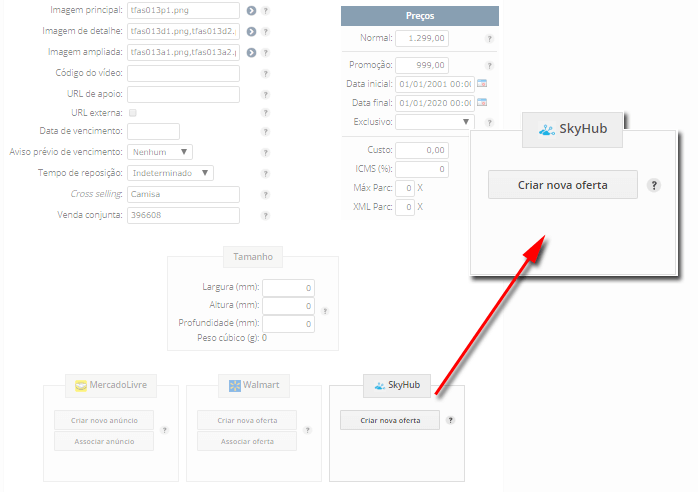 Imagem principal: tfas013p1.png ?
Imagem de detalhe: tfas013d1.png,tfas013d2. ?
Imagem ampliada: tfas013a1.png,tfas013a2.p ?
Código do vídeo: ?
URL de apoio: ?
URL externa: ?
Data de vencimento: ?
Aviso prévio de vencimento: Nenhum ?
Tempo de reposição: Indeterminado ?
Cross selling: Camisa ?
Venda conjunta: 396608 ?
Preços
Normal: 1.299,00 ?
Promoção: 999,00 ?
Data inicial: 01/01/2001 00:00 ?
Data final: 01/01/2020 00:00 ?
Exclusivo: ?
Custo: 0,00
ICMS (%): 0
Máx Parc: 0 X
XML Parc: 0 X
SkyHub
Criar nova oferta ?
Tamanho
Largura (mm): 0
Altura (mm): 0 ?
Profundidade (mm): 0
Peso cúbico (g): 0
MercadoLivre
Criar novo anúncio ?
Associar anúncio
Walmart
Criar nova oferta ?
Associar oferta
SkyHub
Criar nova oferta ?